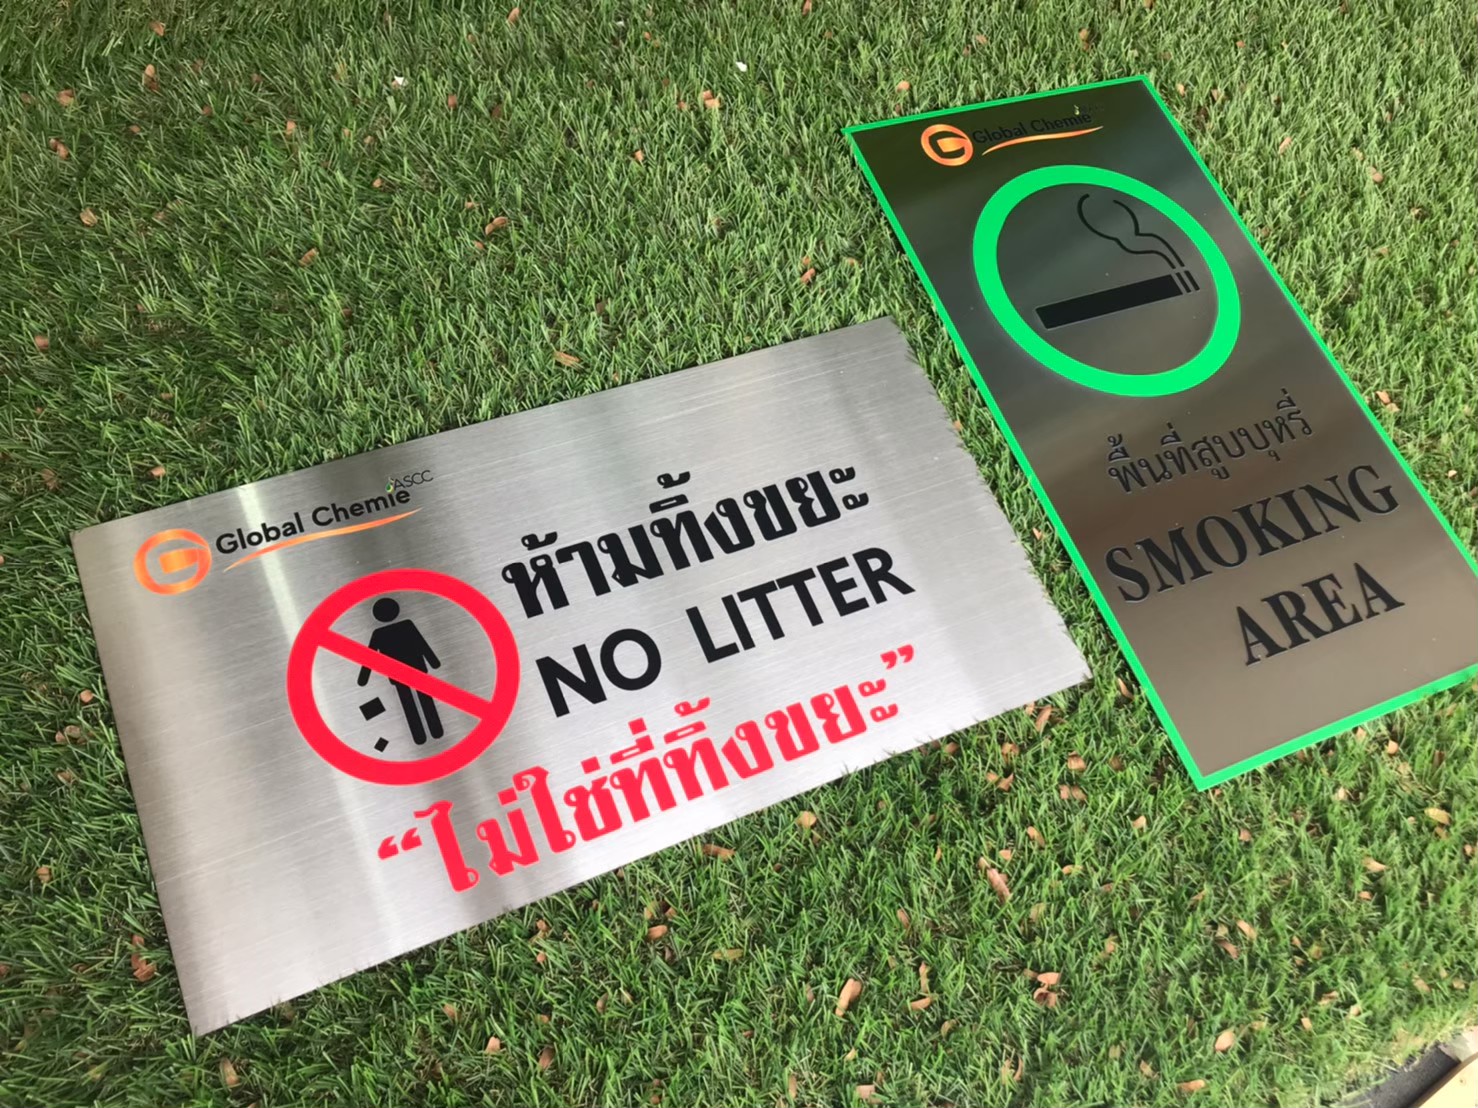 Global Chemie
ASCC
ห้ามทิ้งขยะ
NO LITTER
“ไม่ใช่ที่ทิ้งขยะ”
Global Chemie
พื้นที่สูบบุหรี่
SMOKING
AREA